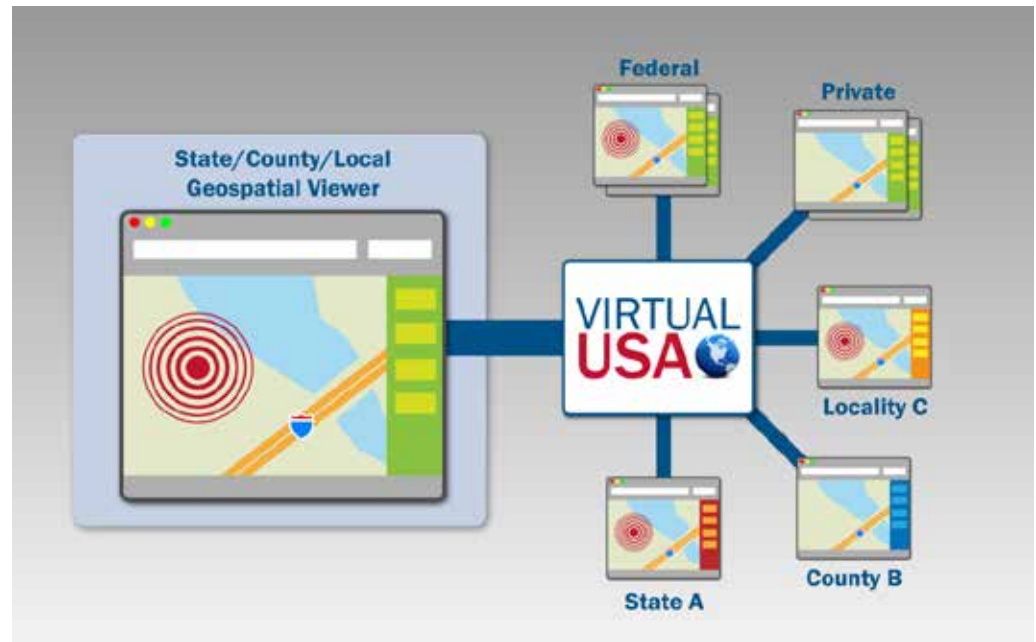 State/County/Local
Geospatial Viewer
Federal
Private
VIRTUAL
USA
Locality C
County B
State A